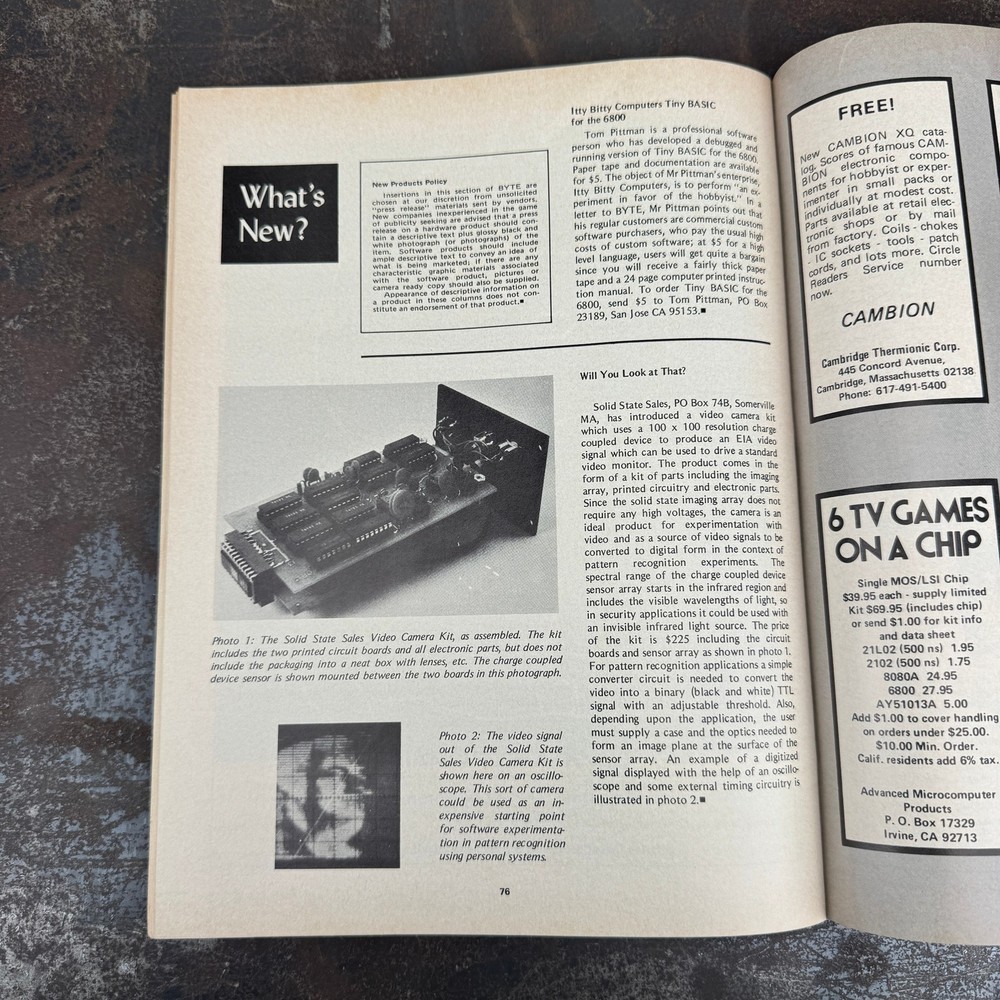 What's
New?
New Products Policy
Insertions in this section of BYTE are
chosen at our discretion from unsolicited
"press release" materials sent by vendors.
New companies inexperienced in the game
of publicity seeking are advised that a press
release on a hardware product should con-
tain a descriptive text plus glossy black and
white photograph (or photographs) of the
item. Software products should include
ample descriptive text to convey an idea of
what is being marketed; if there are any
characteristic graphic materials associated
with the software product, pictures or
camera ready copy should also be supplied.
Appearance of descriptive information on
a product in these columns does not con-
stitute an endorsement of that product.■
Itty Bitty Computers Tiny BASIC
for the 6800
Tom Pittman is a professional software
person who has developed a debugged and
running version of Tiny BASIC for the 6800.
Paper tape and documentation are available
for $5. The object of Mr Pittman's enterprise,
Itty Bitty Computers, is to perform "an ex-
periment in favor of the hobbyist." In a
letter to BYTE, Mr Pittman points out that
his regular customers are commercial custom
software purchasers, who pay the usual high
costs of custom software; at $5 for a high
level language, users will get quite a bargain
since you will receive a fairly thick paper
tape and a 24 page computer printed instruc-
tion manual. To order Tiny BASIC for the
6800, send $5 to Tom Pittman, PO Box
23189, San Jose CA 95153.■
Photo 1: The Solid State Sales Video Camera Kit, as assembled. The kit
includes the two printed circuit boards and all electronic parts, but does not
include the packaging into a neat box with lenses, etc. The charge coupled
device sensor is shown mounted between the two boards in this photograph.
Photo 2: The video signal
out of the Solid State
Sales Video Camera Kit is
shown here on an oscillo-
scope. This sort of camera
could be used as an in-
expensive starting point
for software experimenta-
tion in pattern recognition
using personal systems.
Will You Look at That?
Solid State Sales, PO Box 74B, Somerville
MA, has introduced a video camera kit
which uses a 100 x 100 resolution charge
coupled device to produce an EIA video
signal which can be used to drive a standard
video monitor. The product comes in the
form of a kit of parts including the imaging
array, printed circuitry and electronic parts.
Since the solid state imaging array does not
require any high voltages, the camera is an
ideal product for experimentation with
video and as a source of video signals to be
converted to digital form in the context of
pattern recognition experiments. The
spectral range of the charge coupled device
sensor array starts in the infrared region and
includes the visible wavelengths of light, so
in security applications it could be used with
an invisible infrared light source. The price
of the kit is $225 including the circuit
boards and sensor array as shown in photo 1.
For pattern recognition applications a simple
converter circuit is needed to convert the
video into a binary (black and white) TTL
signal with an adjustable threshold. Also,
depending upon the application, the user
must supply a case and the optics needed to
form an image plane at the surface of the
sensor array. An example of a digitized
signal displayed with the help of an oscillo-
scope and some external timing circuitry is
illustrated in photo 2.■
76
FREE!
New CAMBION XQ cata-
log. Scores of famous CAM-
BION electronic compo-
nents for hobbyist or exper-
imenter in small packs or
individually at modest cost.
Parts available at retail elec-
tronic shops or by mail
from factory. Coils - chokes
- IC sockets - tools - patch
cords, and lots more. Circle
Readers Service number
now.
CAMBION
Cambridge Thermionic Corp.
445 Concord Avenue,
Cambridge, Massachusetts 02138
Phone: 617-491-5400
6 TV GAMES
ON A CHIP
Single MOS/LSI Chip
$39.95 each - supply limited
Kit $69.95 (includes chip)
or send $1.00 for kit info
and data sheet
21L02 (500 ns) 1.95
2102 (500 ns) 1.75
8080A 24.95
6800 27.95
AY51013A 5.00
Add $1.00 to cover handling
on orders under $25.00.
$10.00 Min. Order.
Calif. residents add 6% tax.
Advanced Microcomputer
Products
P. O. Box 17329
Irvine, CA 92713